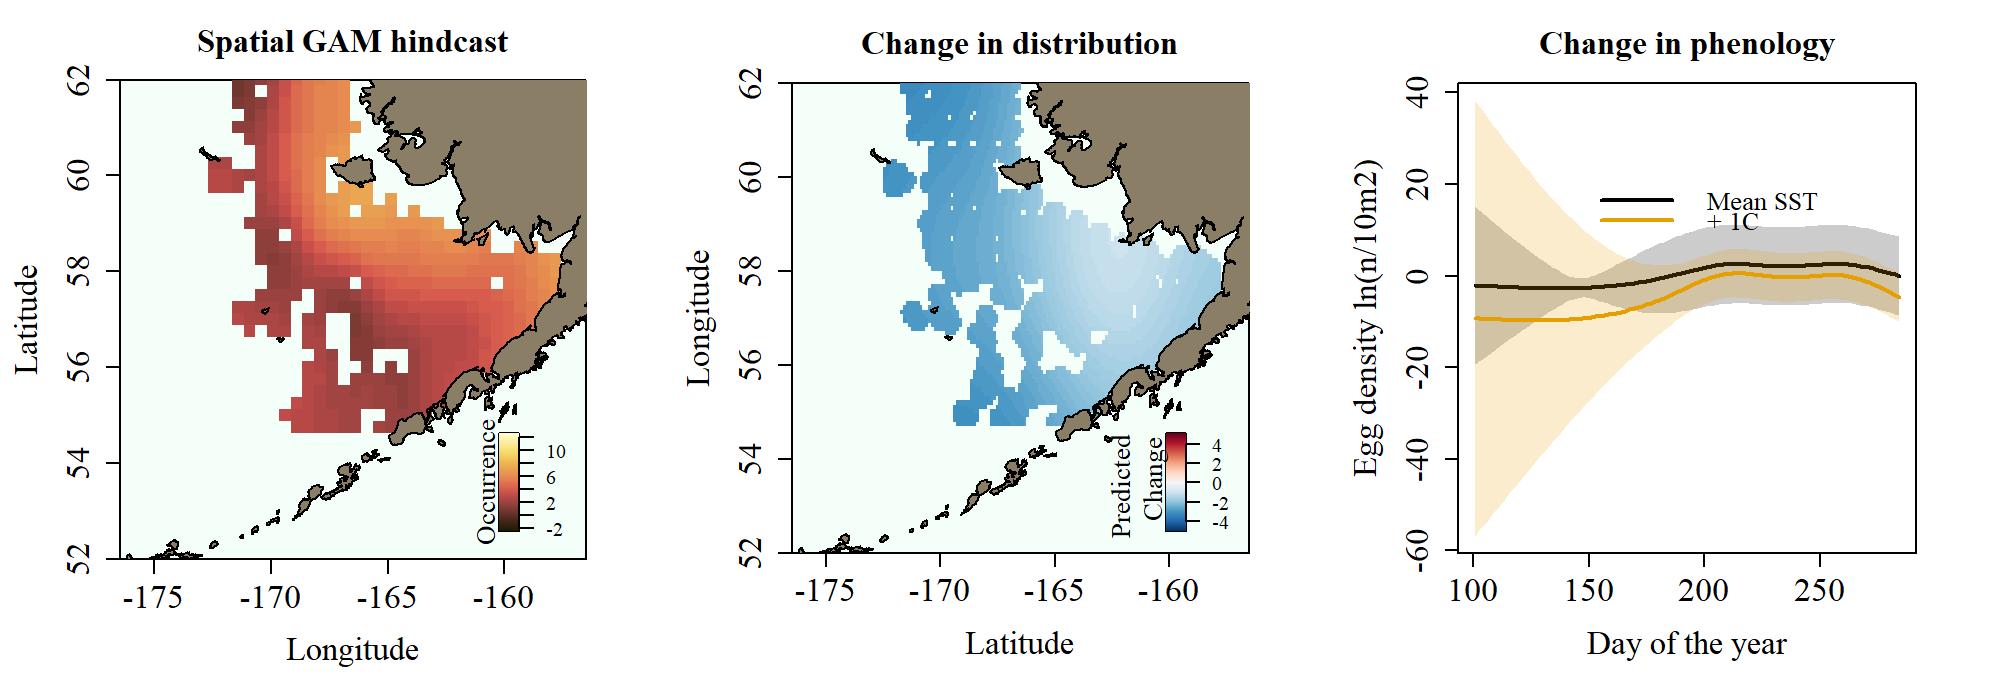 Spatial GAM hindcast
62
60
58
56
54
52
Latitude
-175 -170 -165 -160
Longitude
Occurrence
10
6
2
-2
Change in distribution
62
60
58
56
54
52
Longitude
-175 -170 -165 -160
Latitude
Predicted
Change
4
2
0
-2
-4
Change in phenology
40
20
0
-20
-40
-60
Egg density ln(n/10m2)
Mean SST
+ 1C
100 150 200 250
Day of the year